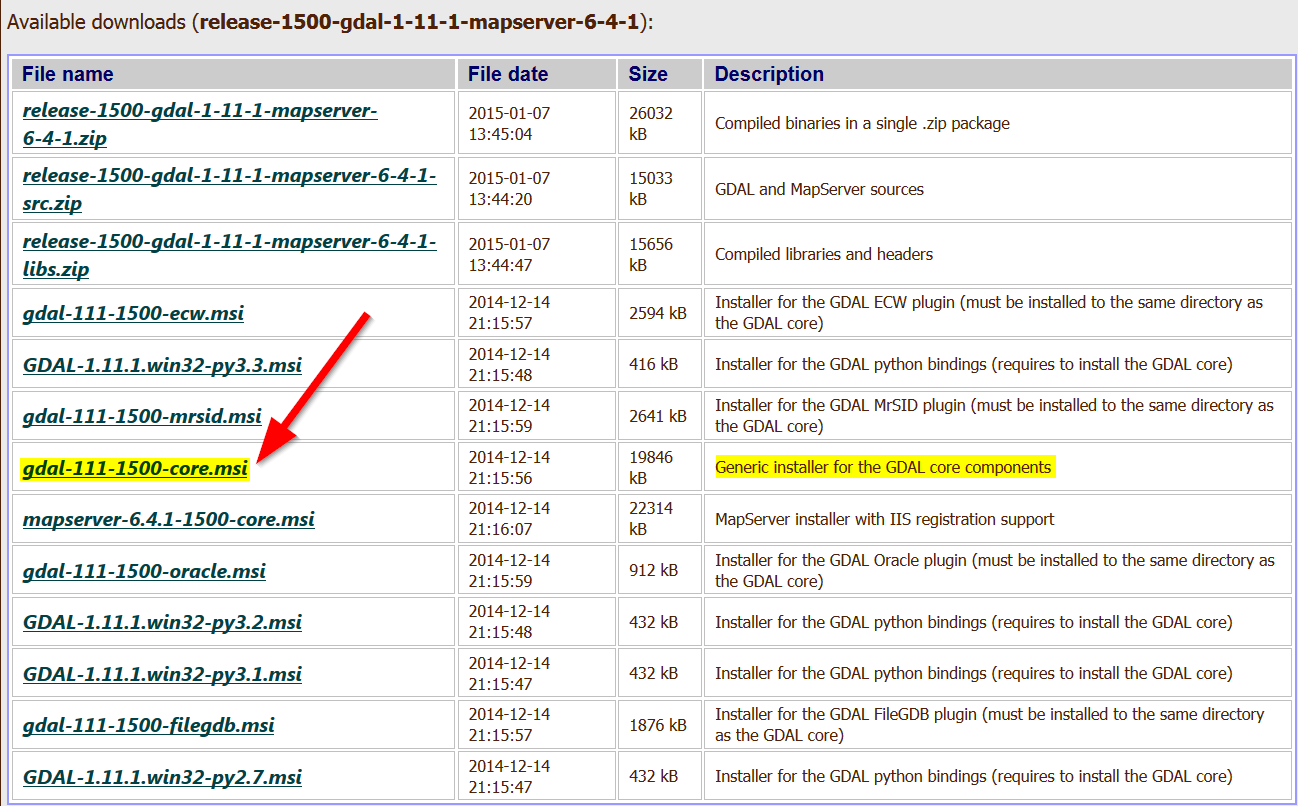 Available downloads (release-1500-gdal-1-11-1-mapserver-6-4-1):
File name File date Size Description
release-1500-gdal-1-11-1-mapserver-
6-4-1.zip
2015-01-07
13:45:04
26032
kB
Compiled binaries in a single .zip package
release-1500-gdal-1-11-1-mapserver-6-4-1-
src.zip
2015-01-07
13:44:20
15033
kB
GDAL and MapServer sources
release-1500-gdal-1-11-1-mapserver-6-4-1-
libs.zip
2015-01-07
13:44:47
15656
kB
Compiled libraries and headers
gdal-111-1500-ecw.msi
2014-12-14
21:15:57
2594 kB
Installer for the GDAL ECW plugin (must be installed to the same directory as
the GDAL core)
GDAL-1.11.1.win32-py3.3.msi
2014-12-14
21:15:48
416 kB
Installer for the GDAL python bindings (requires to install the GDAL core)
gdal-111-1500-mrsid.msi
2014-12-14
21:15:59
2641 kB
Installer for the GDAL MrSID plugin (must be installed to the same directory as
the GDAL core)
gdal-111-1500-core.msi
2014-12-14
21:15:56
19846
kB
Generic installer for the GDAL core components
mapserver-6.4.1-1500-core.msi
2014-12-14
21:16:07
22314
kB
MapServer installer with IIS registration support
gdal-111-1500-oracle.msi
2014-12-14
21:15:59
912 kB
Installer for the GDAL Oracle plugin (must be installed to the same directory as
the GDAL core)
GDAL-1.11.1.win32-py3.2.msi
2014-12-14
21:15:48
432 kB
Installer for the GDAL python bindings (requires to install the GDAL core)
GDAL-1.11.1.win32-py3.1.msi
2014-12-14
21:15:47
432 kB
Installer for the GDAL python bindings (requires to install the GDAL core)
gdal-111-1500-filegdb.msi
2014-12-14
21:15:57
1876 kB
Installer for the GDAL FileGDB plugin (must be installed to the same directory
as the GDAL core)
GDAL-1.11.1.win32-py2.7.msi
2014-12-14
21:15:47
432 kB
Installer for the GDAL python bindings (requires to install the GDAL core)